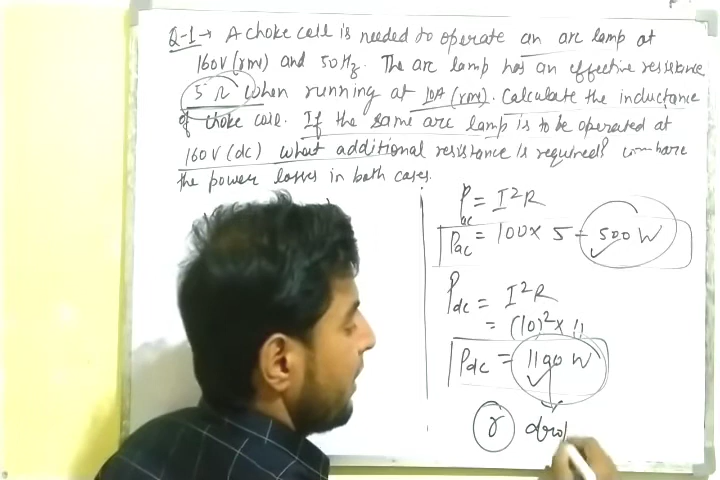 Q-1→ A choke coil is needed to operate an arc lamp at
160V (rms) and 50Hz. The arc lamp has an effective resistance
5 Ω when running at 10A (rms). Calculate the inductance
of choke coil. If the same arc lamp is to be operated at
160V (dc) what additional resistance is required? compare
the power losses in both cases.
Pac = I²R
Pac = 100 x 5 = 500 W
Pdc = I²R
= (10)² x 11
Pdc = 1100 W
r